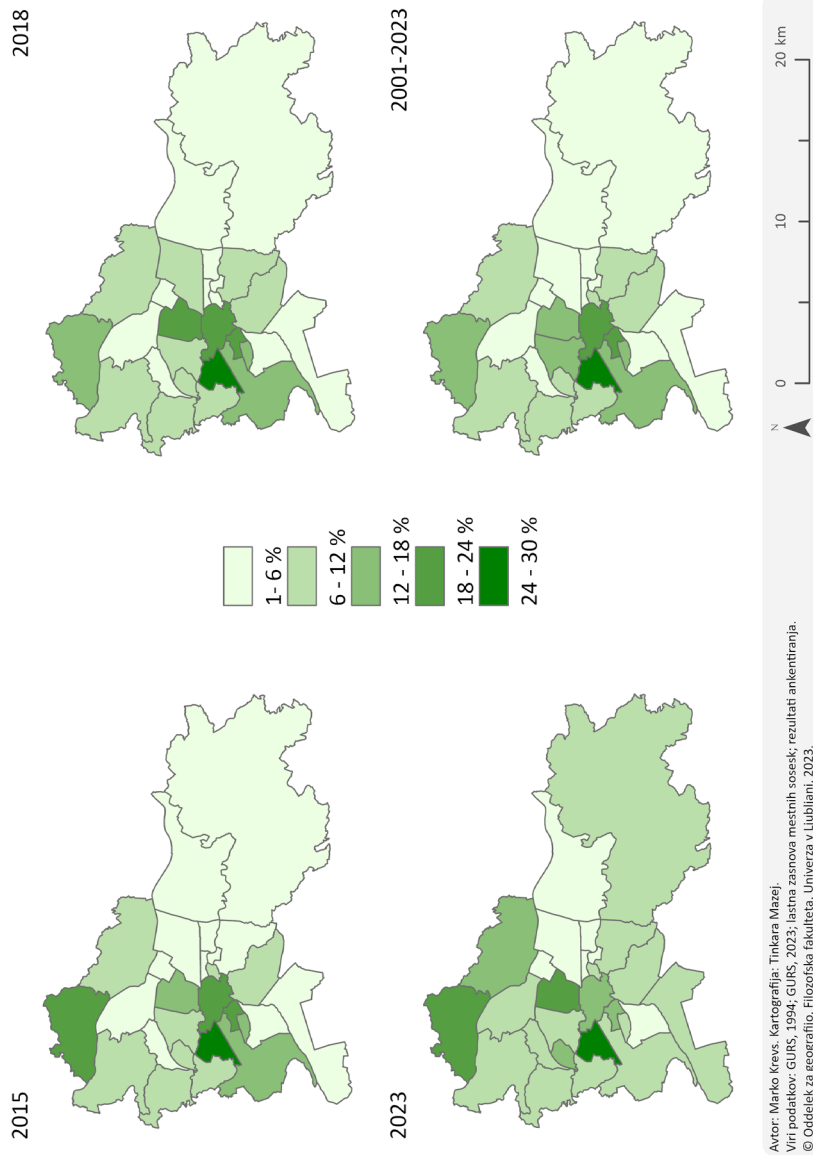 2015
2018
2023
2001-2023
1- 6 %
6 - 12 %
12 - 18 %
18 - 24 %
24 - 30 %
N
0 10 20 km
Avtor: Marko Krevs. Kartografija: Tinkara Mazej.
Viri podatkov: GURS, 1994; GURS, 2023; lastna zasnova mestnih sosesk; rezultati ankentiranja.
© Oddelek za geografijo, Filozofska fakulteta, Univerza v Ljubljani, 2023.